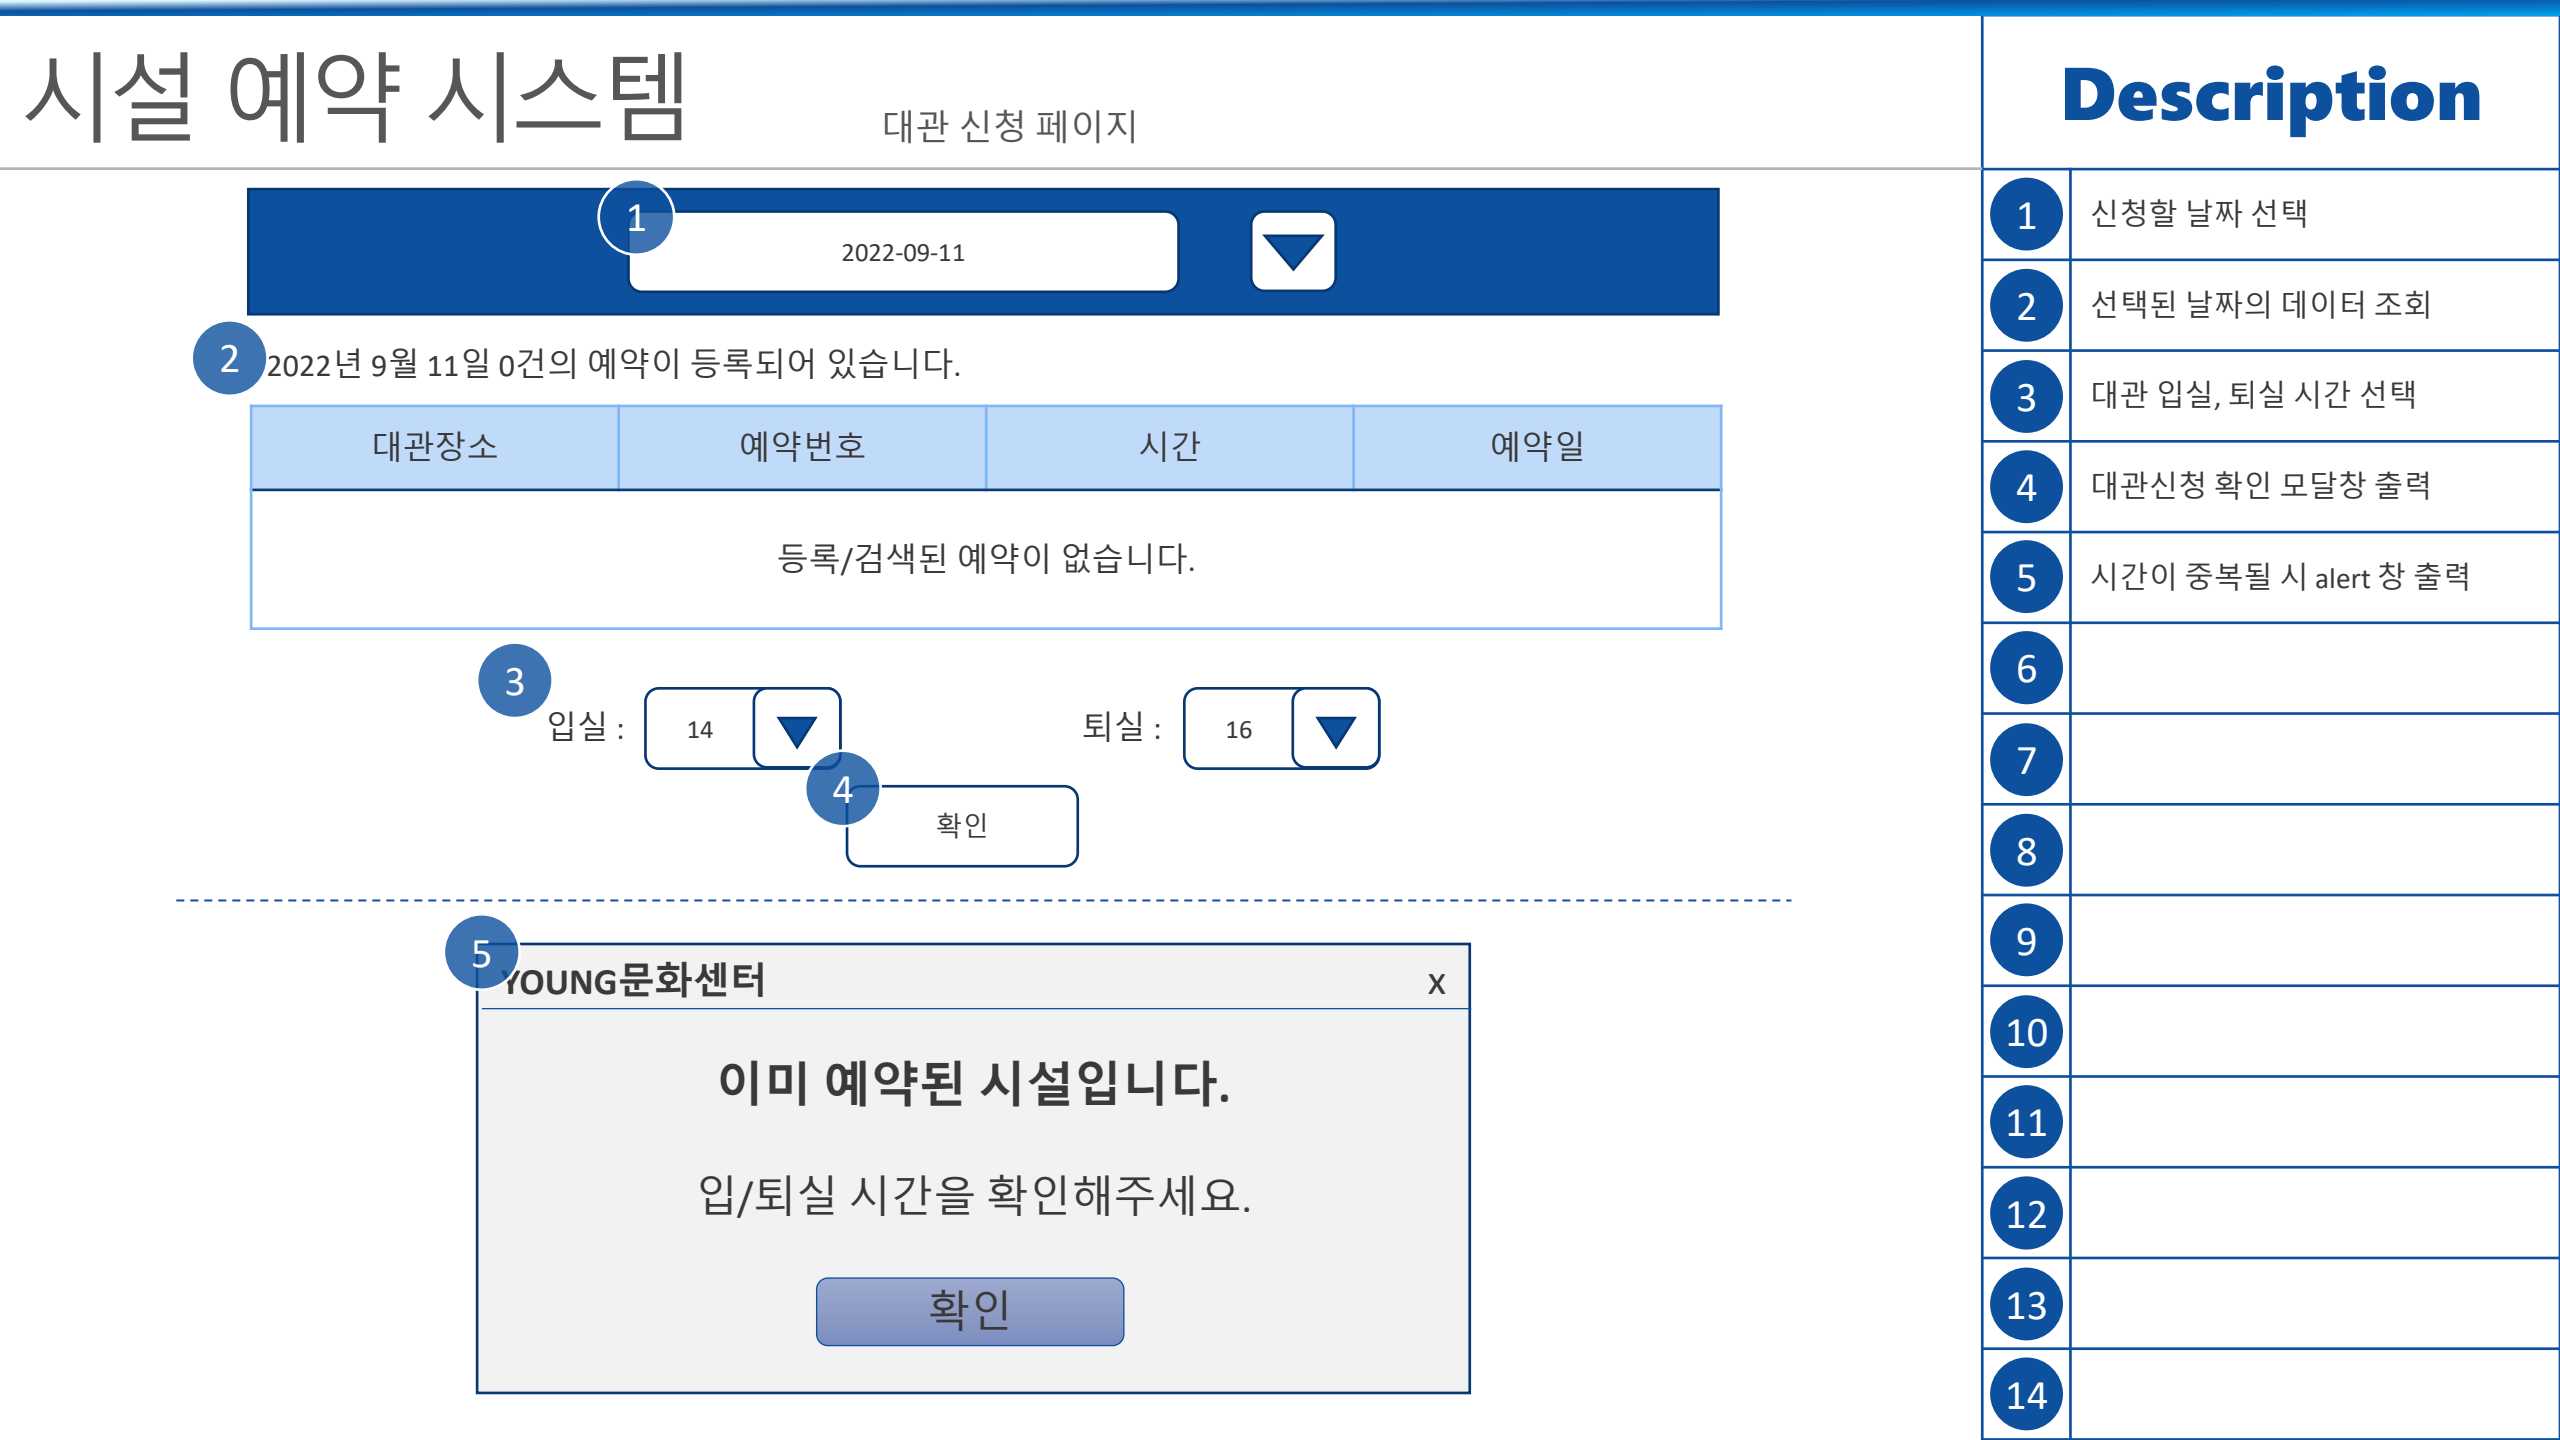 시설 예약 시스템
대관 신청 페이지
Description
1
2022-09-11
2
2022년 9월 11일 0건의 예약이 등록되어 있습니다.
대관장소 예약번호 시간 예약일
등록/검색된 예약이 없습니다.
3
입실 : 14 퇴실 : 16
4
확인
5
YOUNG문화센터 x
이미 예약된 시설입니다.
입/퇴실 시간을 확인해주세요.
확인
1 신청할 날짜 선택
2 선택된 날짜의 데이터 조회
3 대관 입실, 퇴실 시간 선택
4 대관신청 확인 모달창 출력
5 시간이 중복될 시 alert 창 출력
6
7
8
9
10
11
12
13
14